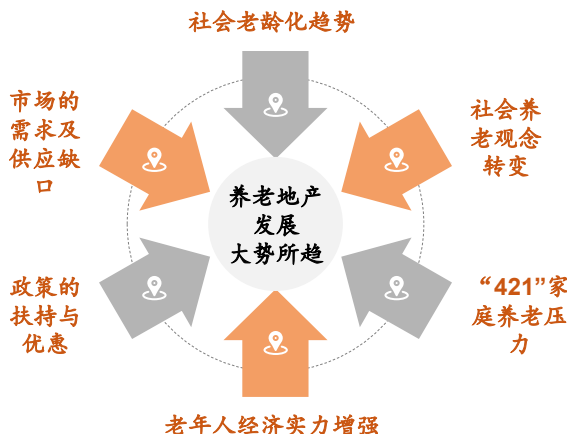 社会老龄化趋势
市场的
需求及
供应缺
口
社会养
老观念
转变
养老地产
发展
大势所趋
政策的
扶持与
优惠
“421”家
庭养老压
力
老年人经济实力增强